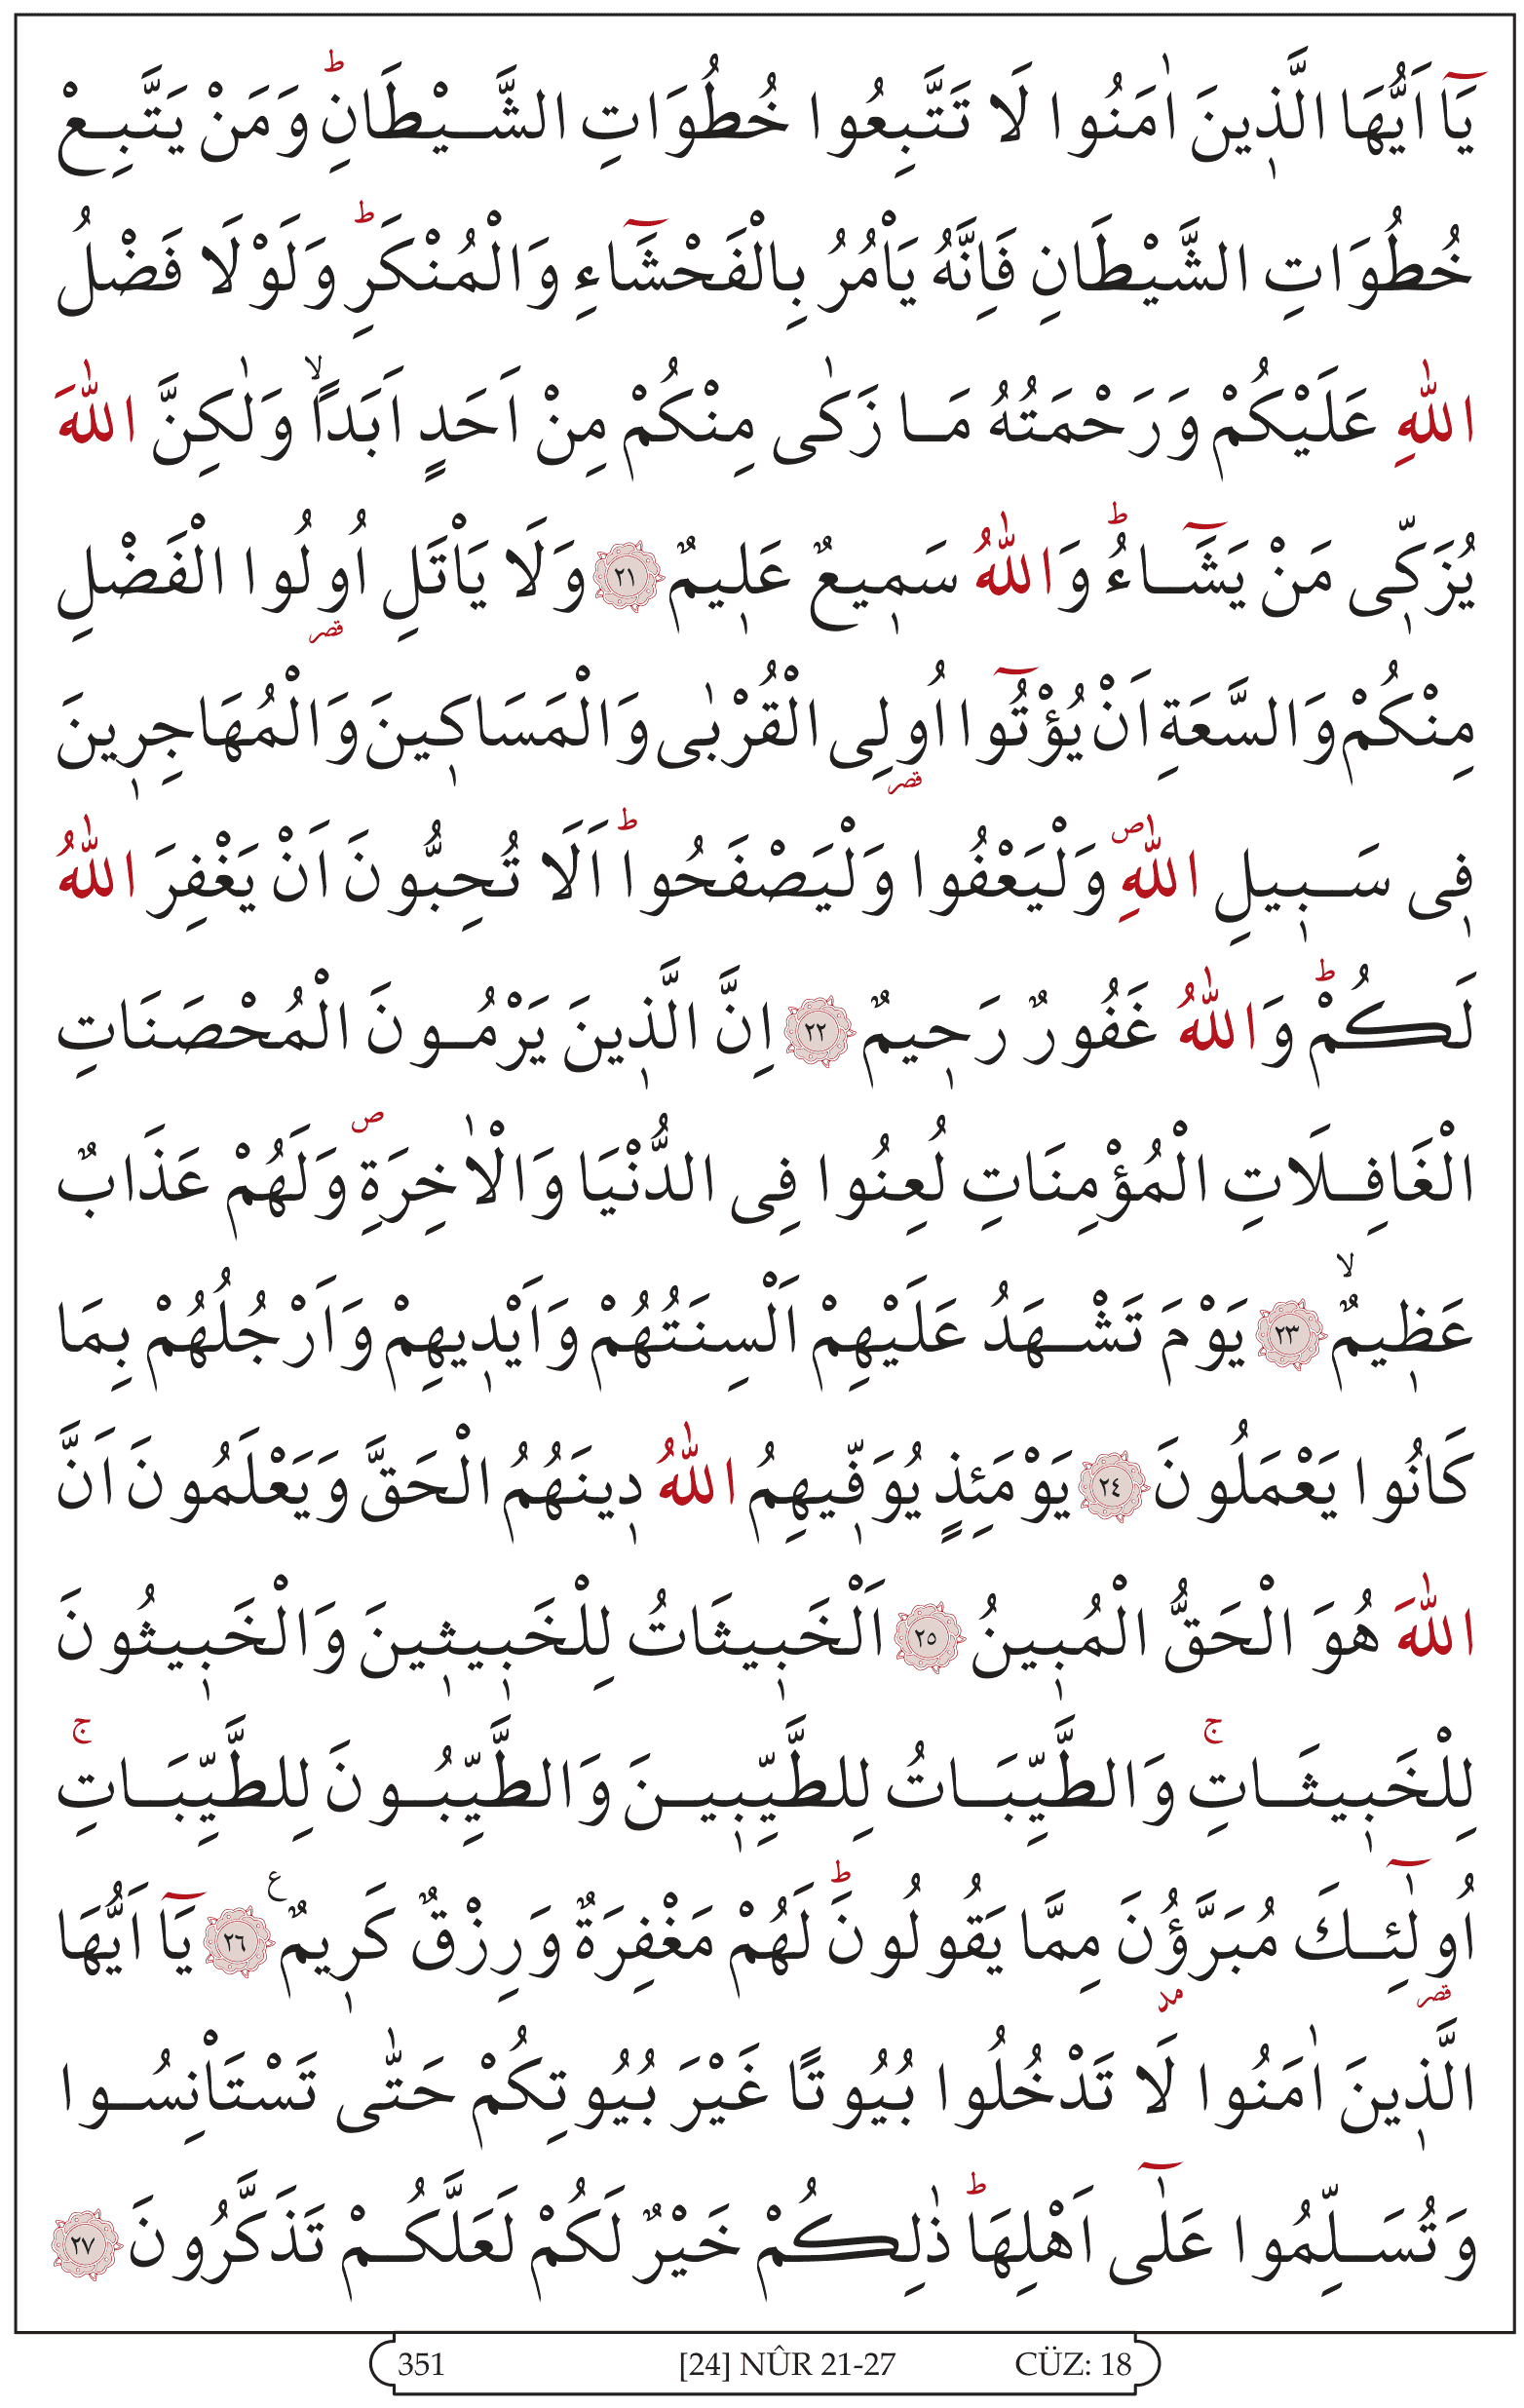 يَٓا اَيُّهَا الَّذ۪ينَ اٰمَنُوا لَا تَتَّبِعُوا خُطُوَاتِ الشَّيْطَانِۜ وَمَنْ يَتَّبِعْ
خُطُوَاتِ الشَّيْطَانِ فَاِنَّهُ يَأْمُرُ بِالْفَحْشَٓاءِ وَالْمُنْكَرِۜ وَلَوْلَا فَضْلُ
اللّٰهِ عَلَيْكُمْ وَرَحْمَتُهُ مَا زَكٰى مِنْكُمْ مِنْ اَحَدٍ اَبَداًۙ وَلٰكِنَّ اللّٰهَ
يُزَكّ۪ى مَنْ يَشَٓاءُۜ وَاللّٰهُ سَم۪يعٌ عَل۪يمٌ ﴿٢١﴾ وَلَا يَأْتَلِ اُو۬لُوا الْفَضْلِ
مِنْكُمْ وَالسَّعَةِ اَنْ يُؤْتُٓوا اُو۬لِى الْقُرْبٰى وَالْمَسَاك۪ينَ وَالْمُهَاجِر۪ينَ
ف۪ى سَب۪يلِ اللّٰهِۖ وَلْيَعْفُوا وَلْيَصْفَحُواۜ اَلَا تُحِبُّونَ اَنْ يَغْفِرَ اللّٰهُ
لَكُمْۜ وَاللّٰهُ غَفُورٌ رَح۪يمٌ ﴿٢٢﴾ اِنَّ الَّذ۪ينَ يَرْمُونَ الْمُحْصَنَاتِ
الْغَافِلَاتِ الْمُؤْمِنَاتِ لُعِنُوا فِى الدُّنْيَا وَالْاٰخِرَةِۖ وَلَهُمْ عَذَابٌ
عَظ۪يمٌۙ ﴿٢٣﴾ يَوْمَ تَشْهَدُ عَلَيْهِمْ اَلْسِنَتُهُمْ وَاَيْد۪يهِمْ وَاَرْجُلُهُمْ بِمَا
كَانُوا يَعْمَلُونَ ﴿٢٤﴾ يَوْمَئِذٍ يُوَفّ۪يهِمُ اللّٰهُ د۪ينَهُمُ الْحَقَّ وَيَعْلَمُونَ اَنَّ
اللّٰهَ هُوَ الْحَقُّ الْمُب۪ينُ ﴿٢٥﴾ اَلْخَب۪يثَاتُ لِلْخَب۪يث۪ينَ وَالْخَب۪يثُونَ
لِلْخَب۪يثَاتِۚ وَالطَّيِّبَاتُ لِلطَّيِّب۪ينَ وَالطَّيِّبُونَ لِلطَّيِّبَاتِۚ
اُو۬لٰٓئِكَ مُبَرَّؤُ۫نَ مِمَّا يَقُولُونَۜ لَهُمْ مَغْفِرَةٌ وَرِزْقٌ كَر۪يمٌ۟ ﴿٢٦﴾ يَٓا اَيُّهَا
الَّذ۪ينَ اٰمَنُوا لَا تَدْخُلُوا بُيُوتًا غَيْرَ بُيُوتِكُمْ حَتّٰى تَسْتَأْنِسُوا
وَتُسَلِّمُوا عَلٰٓى اَهْلِهَاۜ ذٰلِكُمْ خَيْرٌ لَكُمْ لَعَلَّكُمْ تَذَكَّرُونَ ﴿٢٧﴾
351 [24] NÛR 21-27 CÜZ: 18